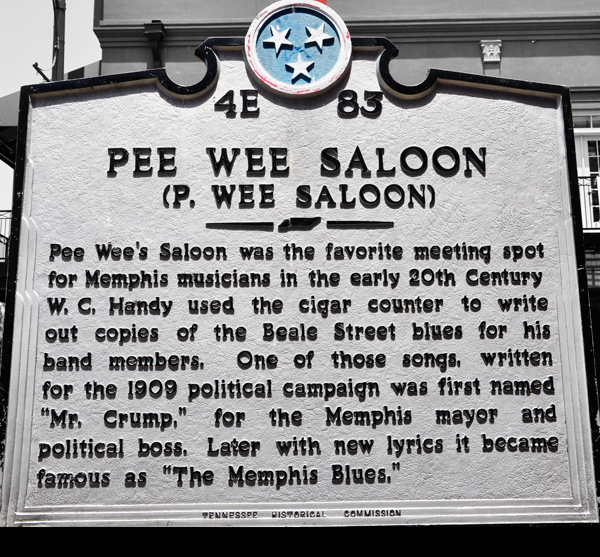 4E 83
PEE WEE SALOON
(P. WEE SALOON)
Pee Wee's Saloon was the favorite meeting spot
for Memphis musicians in the early 20th Century
W. C. Handy used the cigar counter to write
out copies of the Beale Street blues for his
band members. One of those songs, written
for the 1909 political campaign was first named
"Mr. Crump," for the Memphis mayor and
political boss. Later with new lyrics it became
famous as "The Memphis Blues."
TENNESSEE HISTORICAL COMMISSION